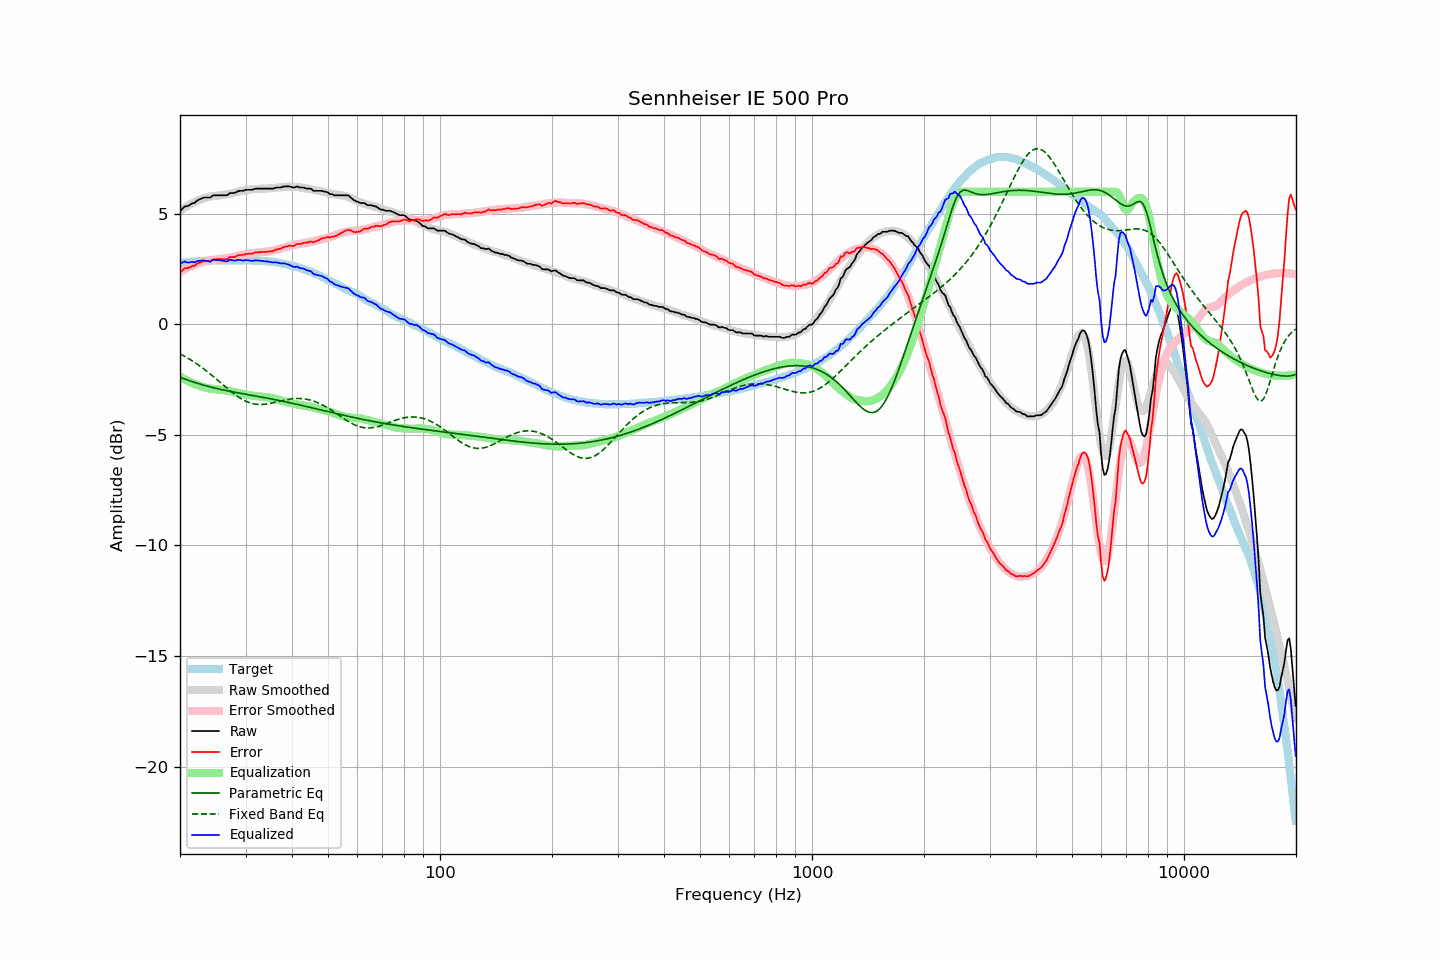 Sennheiser IE 500 Pro
Amplitude (dBr)
5
0
−5
−10
−15
−20
Target
Raw Smoothed
Error Smoothed
Raw
Error
Equalization
Parametric Eq
Fixed Band Eq
Equalized
100
1000
10000
Frequency (Hz)